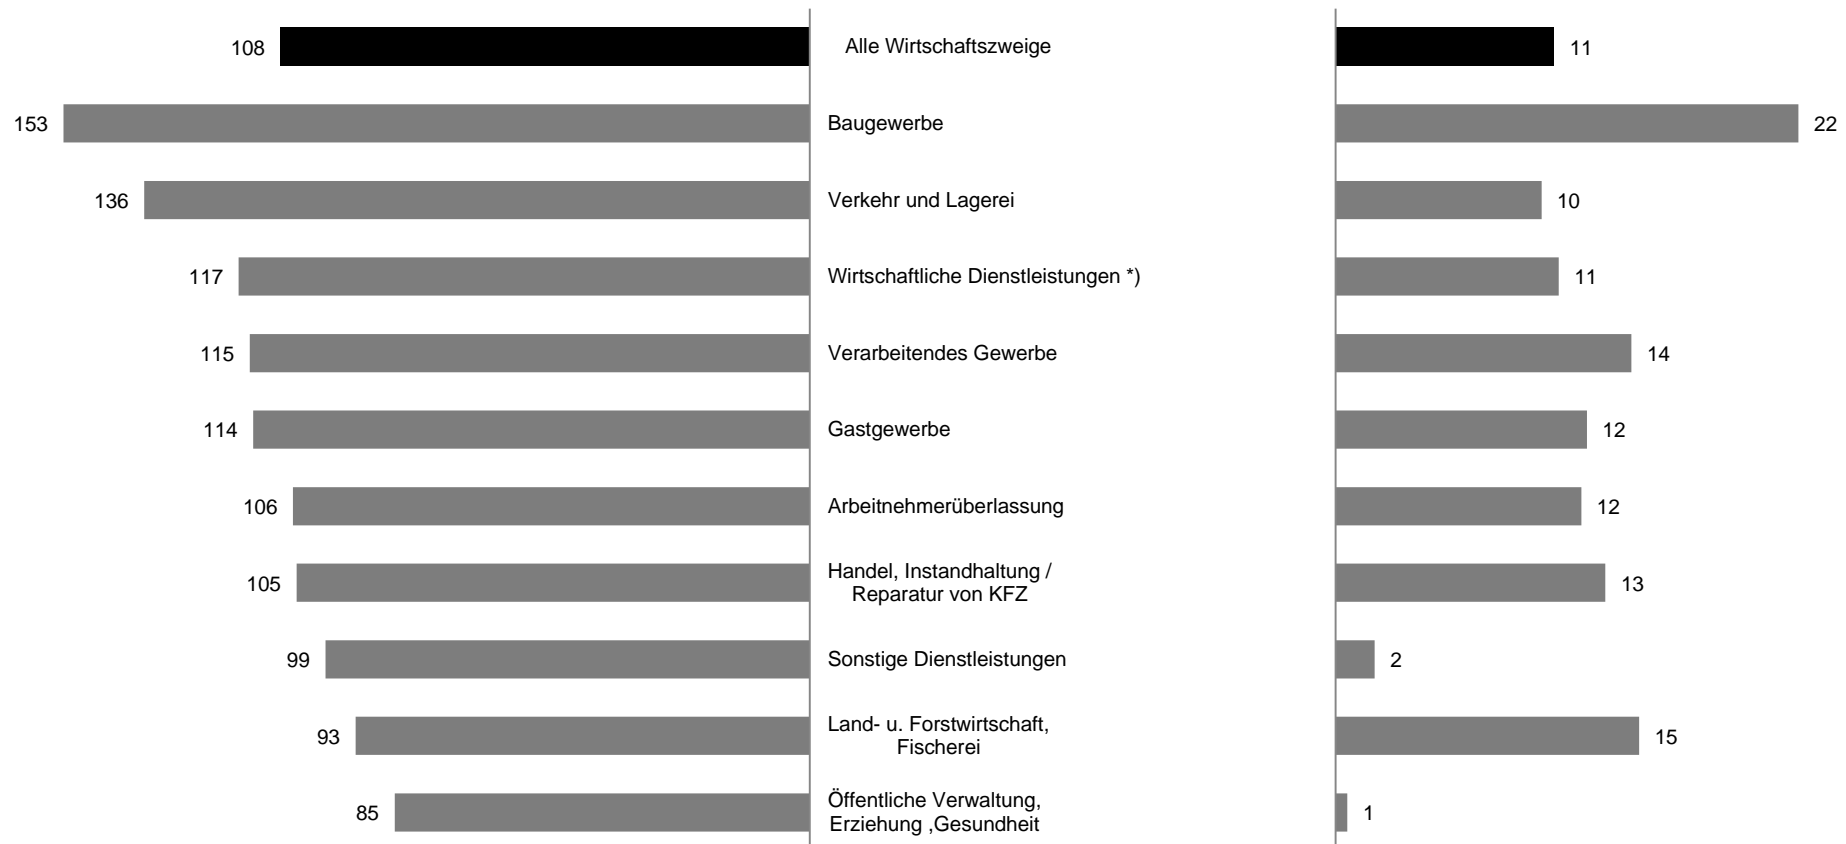 108 Alle Wirtschaftszweige 11
153 Baugewerbe 22
136 Verkehr und Lagerei 10
117 Wirtschaftliche Dienstleistungen *) 11
115 Verarbeitendes Gewerbe 14
114 Gastgewerbe 12
106 Arbeitnehmerüberlassung 12
105 Handel, Instandhaltung / 13
Reparatur von KFZ
99 Sonstige Dienstleistungen 2
93 Land- u. Forstwirtschaft, 15
Fischerei
85 Öffentliche Verwaltung, 1
Erziehung ,Gesundheit